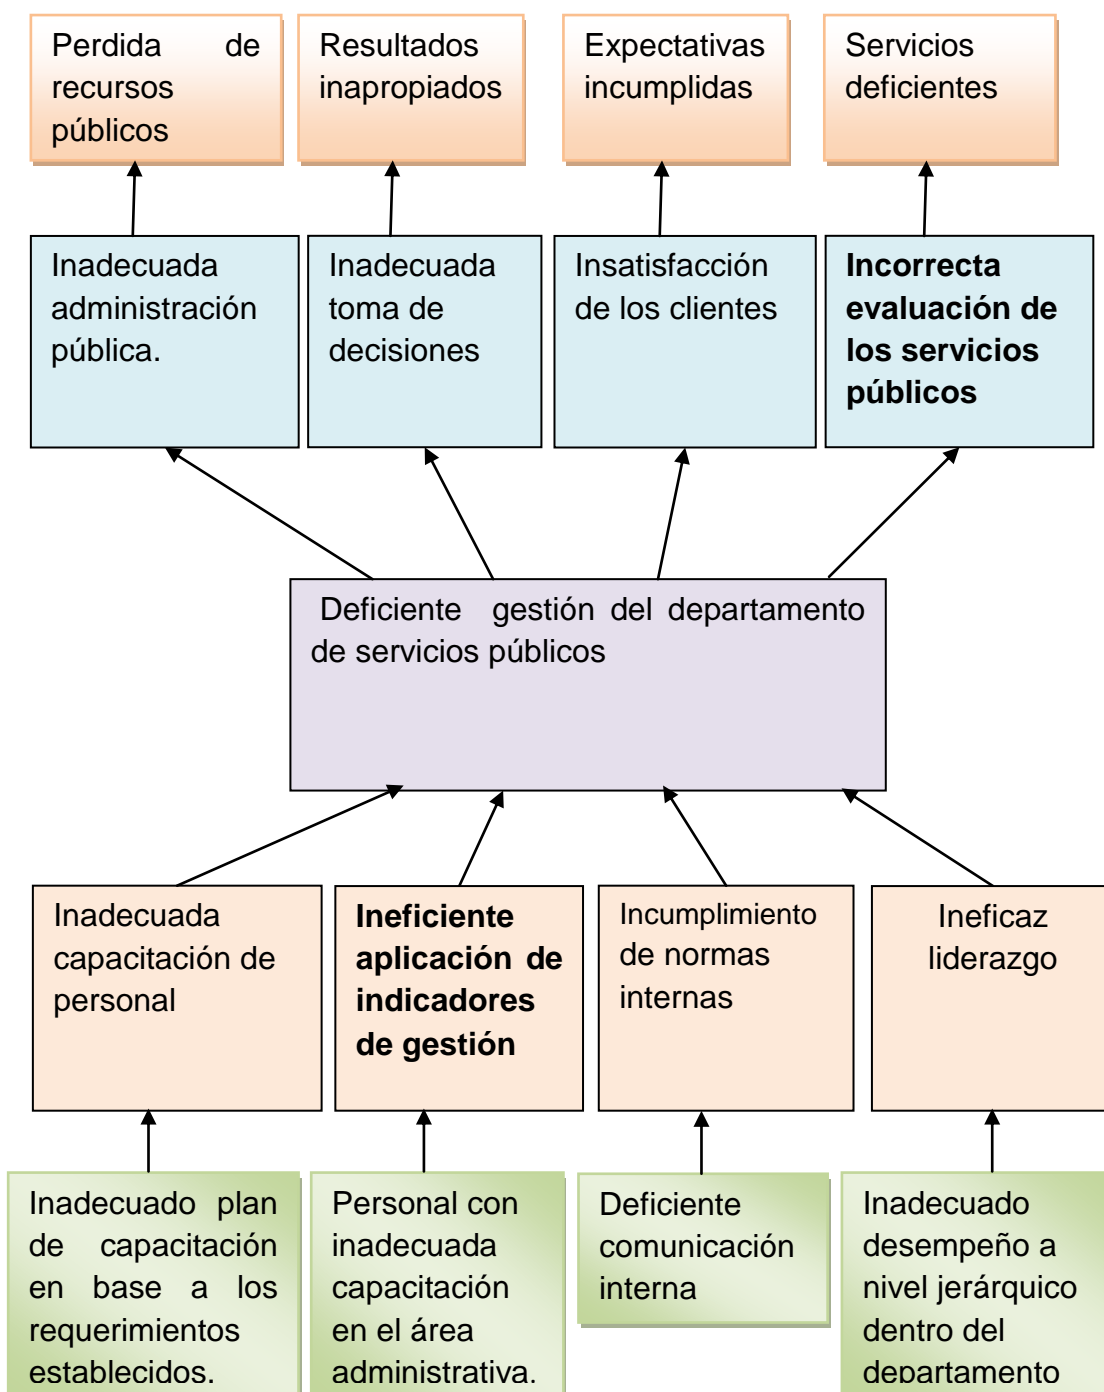 Perdida de
recursos
públicos
Resultados
inapropiados
Expectativas
incumplidas
Servicios
deficientes
Inadecuada
administración
pública.
Inadecuada
toma de
decisiones
Insatisfacción
de los clientes
Incorrecta
evaluación de
los servicios
públicos
Deficiente gestión del departamento
de servicios públicos
Inadecuada
capacitación de
personal
Ineficiente
aplicación de
indicadores
de gestión
Incumplimiento
de normas
internas
Ineficaz
liderazgo
Inadecuado plan
de capacitación
en base a los
requerimientos
establecidos.
Personal con
inadecuada
capacitación
en el área
administrativa.
Deficiente
comunicación
interna
Inadecuado
desempeño a
nivel jerárquico
dentro del
departamento